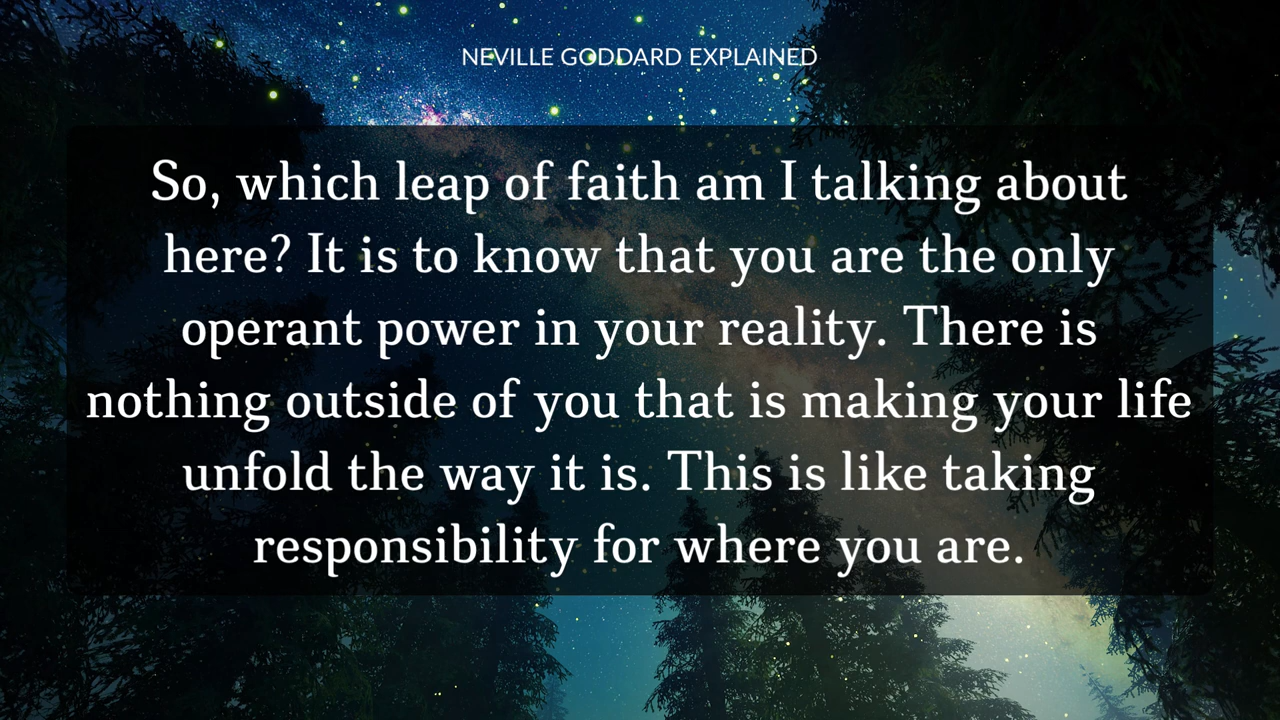 NEVILLE GODDARD EXPLAINED
So, which leap of faith am I talking about
here? It is to know that you are the only
operant power in your reality. There is
nothing outside of you that is making your life
unfold the way it is. This is like taking
responsibility for where you are.